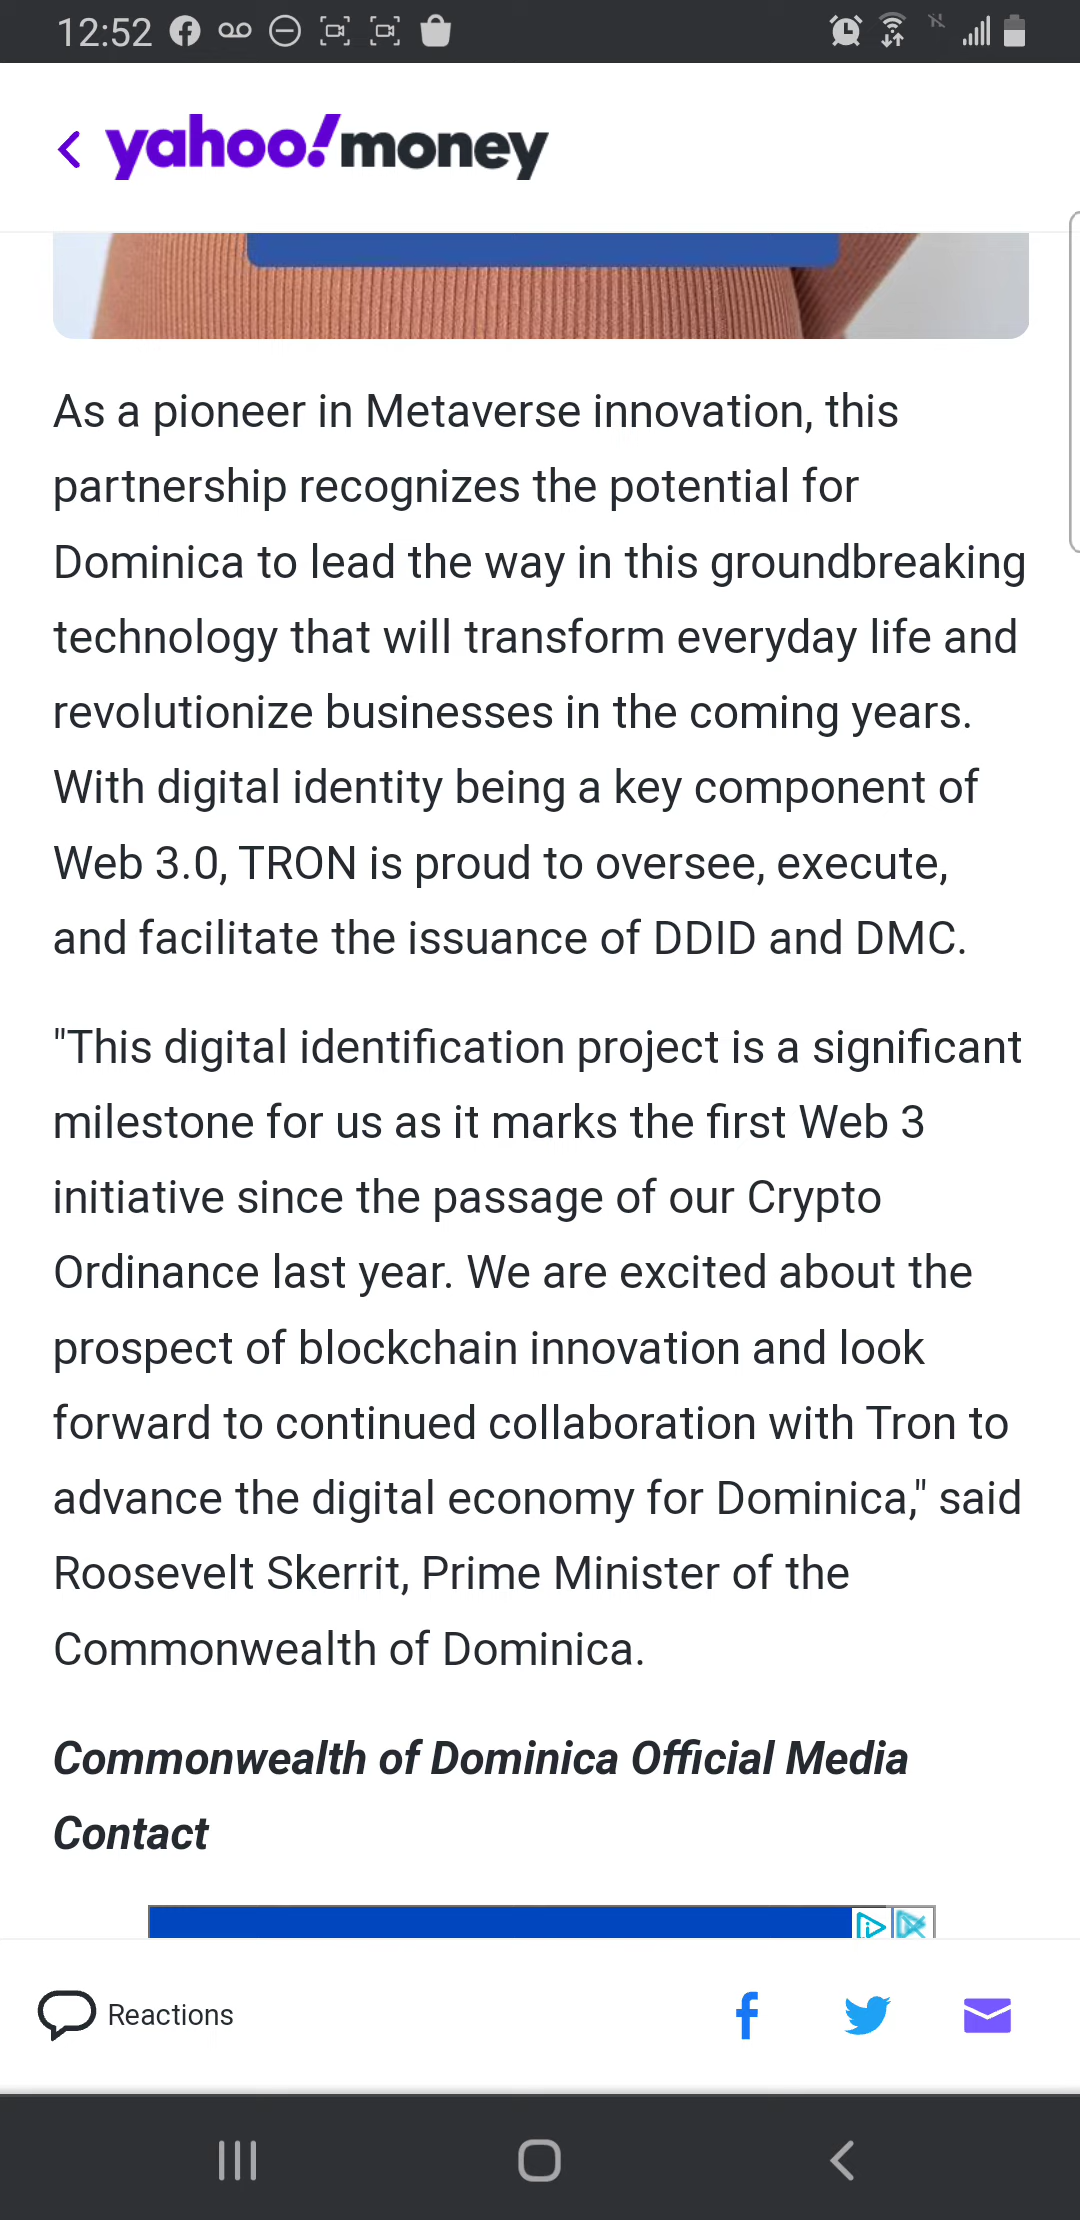 12:52
yahoo!money
As a pioneer in Metaverse innovation, this
partnership recognizes the potential for
Dominica to lead the way in this groundbreaking
technology that will transform everyday life and
revolutionize businesses in the coming years.
With digital identity being a key component of
Web 3.0, TRON is proud to oversee, execute,
and facilitate the issuance of DDID and DMC.
"This digital identification project is a significant
milestone for us as it marks the first Web 3
initiative since the passage of our Crypto
Ordinance last year. We are excited about the
prospect of blockchain innovation and look
forward to continued collaboration with Tron to
advance the digital economy for Dominica," said
Roosevelt Skerrit, Prime Minister of the
Commonwealth of Dominica.
Commonwealth of Dominica Official Media
Contact
Reactions